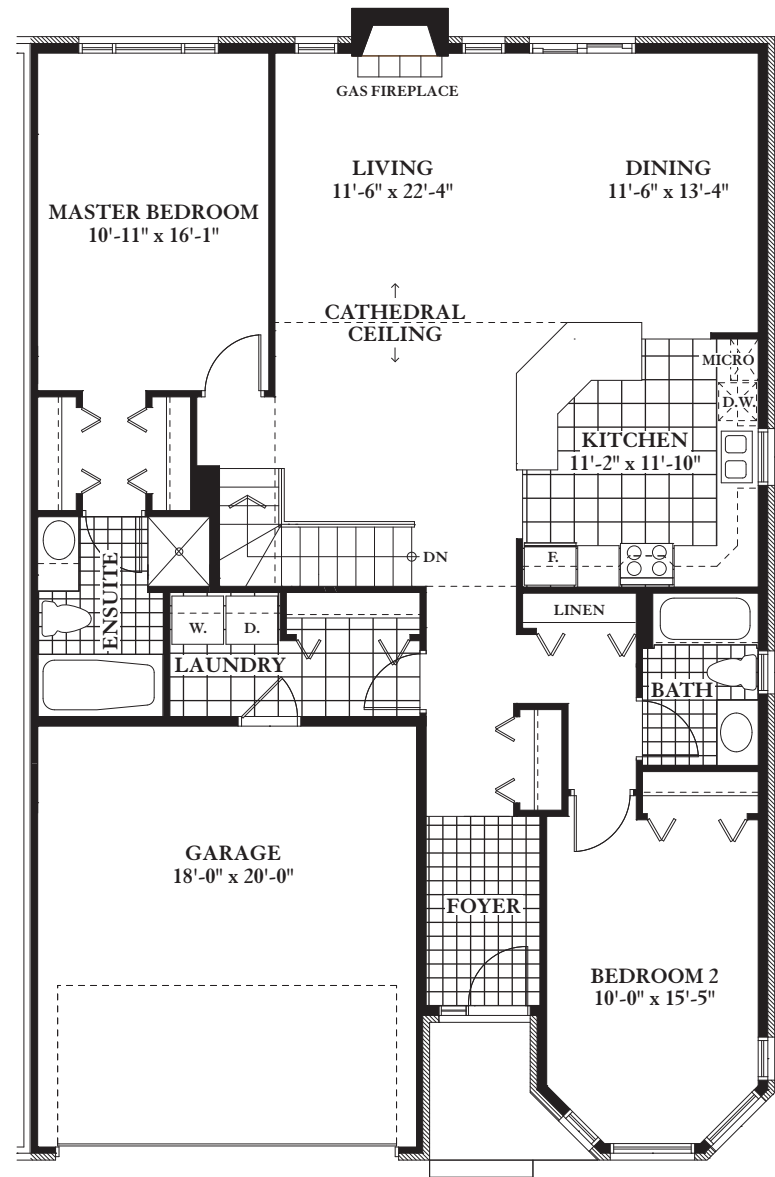 GAS FIREPLACE
LIVING
11'-6" x 22'-4"
DINING
11'-6" x 13'-4"
MASTER BEDROOM
10'-11" x 16'-1"
CATHEDRAL
CEILING
MICRO
D.W.
KITCHEN
11'-2" x 11'-10"
DN
F.
ENSUITE
LINEN
W.
D.
LAUNDRY
BATH
GARAGE
18'-0" x 20'-0"
FOYER
BEDROOM 2
10'-0" x 15'-5"